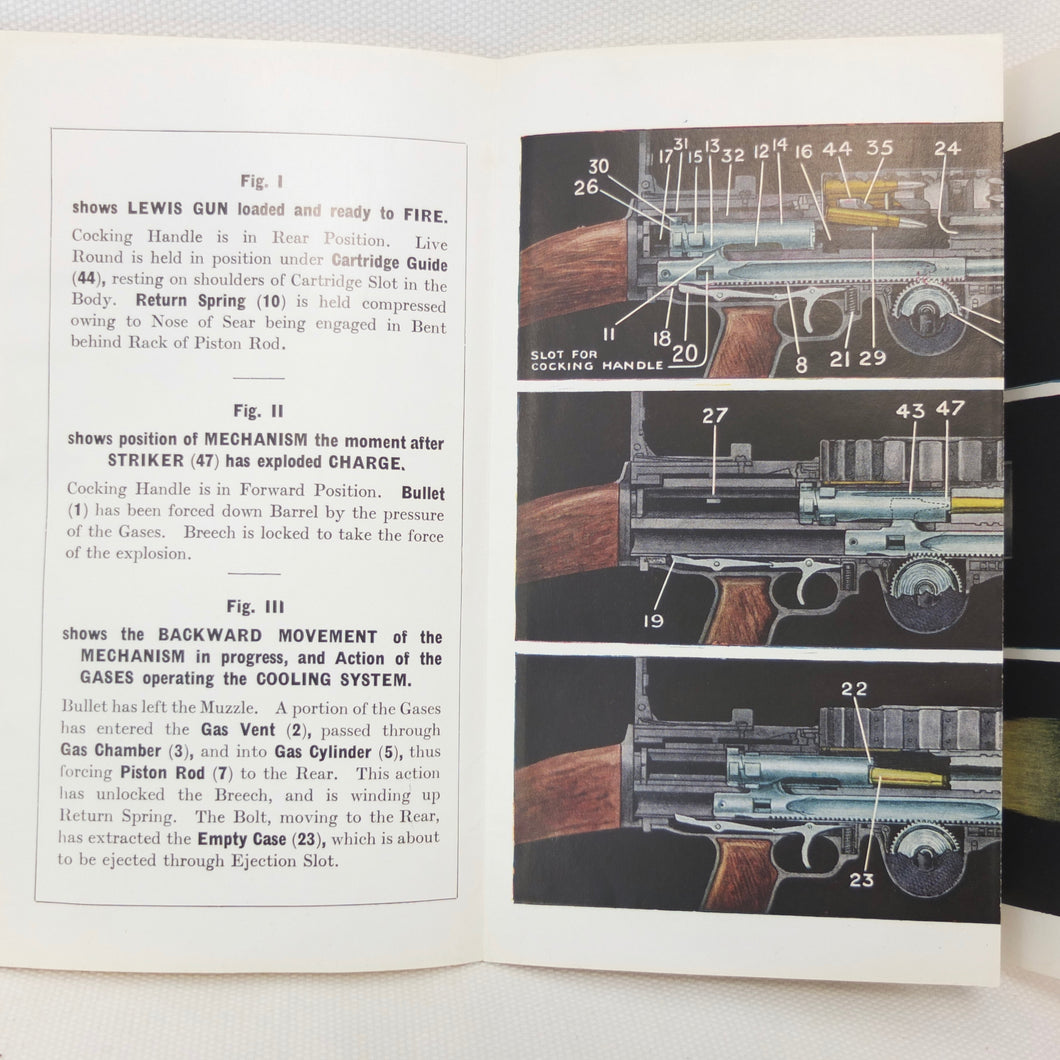 Fig. I
shows LEWIS GUN loaded and ready to FIRE.
Cocking Handle is in Rear Position. Live
Round is held in position under Cartridge Guide
(44), resting on shoulders of Cartridge Slot in the
Body. Return Spring (10) is held compressed
owing to Nose of Sear being engaged in Bent
behind Rack of Piston Rod.
Fig. II
shows position of MECHANISM the moment after
STRIKER (47) has exploded CHARGE.
Cocking Handle is in Forward Position. Bullet
(1) has been forced down Barrel by the pressure
of the Gases. Breech is locked to take the force
of the explosion.
Fig. III
shows the BACKWARD MOVEMENT of the
MECHANISM in progress, and Action of the
GASES operating the COOLING SYSTEM.
Bullet has left the Muzzle. A portion of the Gases
has entered the Gas Vent (2), passed through
Gas Chamber (3), and into Gas Cylinder (5), thus
forcing Piston Rod (7) to the Rear. This action
has unlocked the Breech, and is winding up
Return Spring. The Bolt, moving to the Rear,
has extracted the Empty Case (23), which is about
to be ejected through Ejection Slot.
30 17 31 15 13 32 12 14 16 44 35 24
26
11 18 20 8 21 29
SLOT FOR
COCKING HANDLE
27 43 47
19
22
23